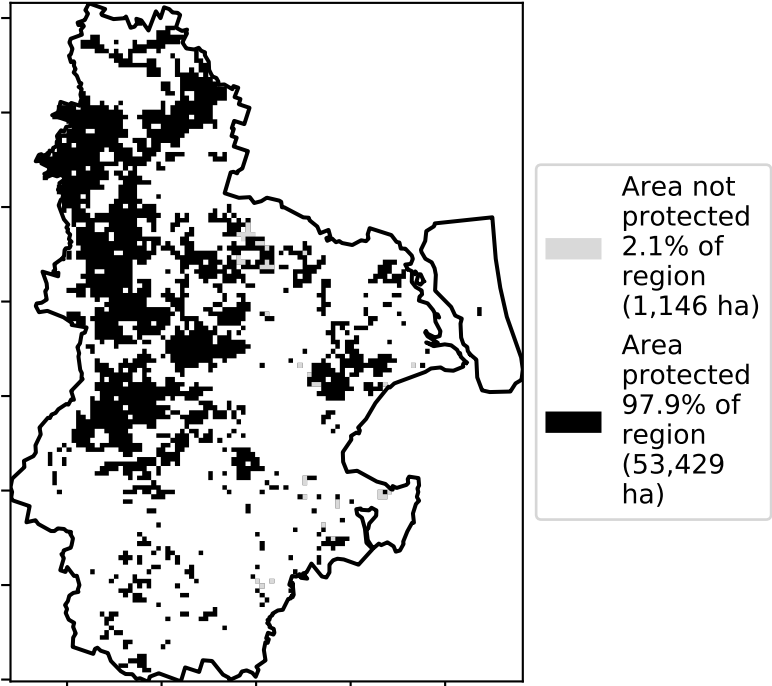 Area not
protected
2.1% of
region
(1,146 ha)
Area
protected
97.9% of
region
(53,429
ha)